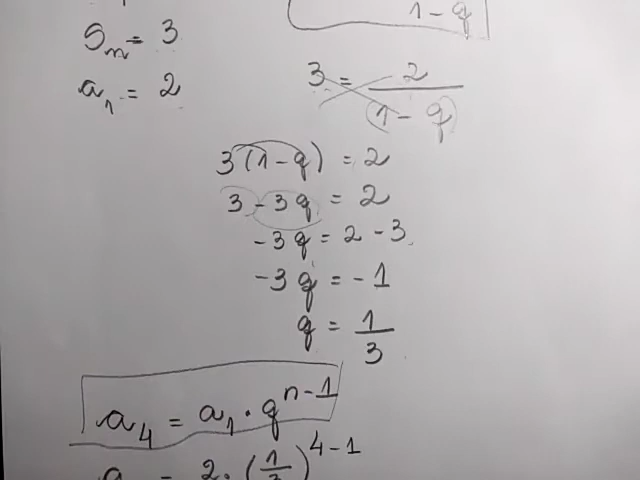 1 - q
Sn = 3
a1 = 2
3 = 2 / (1 - q)
3(1 - q) = 2
3 - 3q = 2
-3q = 2 - 3
-3q = -1
q = 1/3
a4 = a1 · q^n-1
a = 2 · (1/3)^4-1